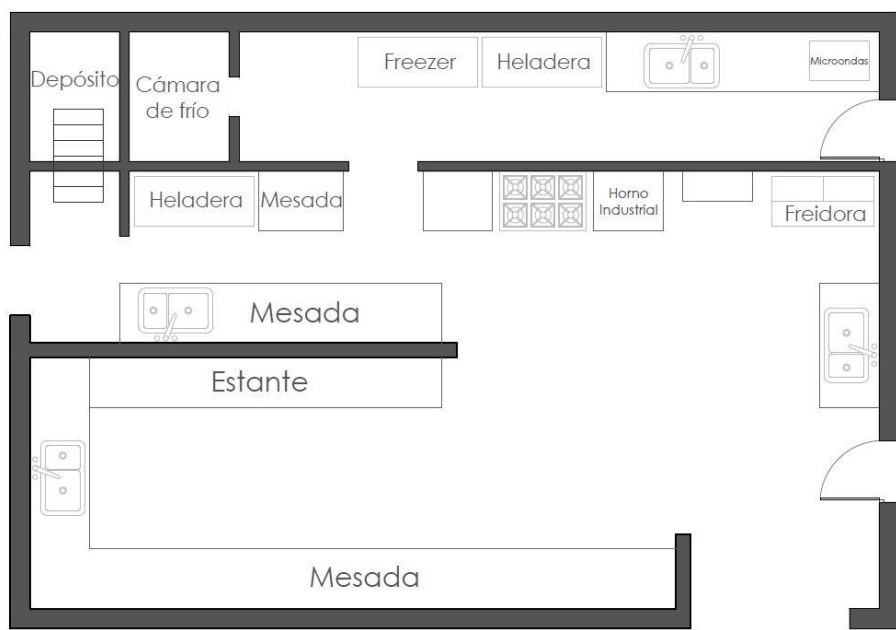 Depósito
Cámara
de frío
Freezer
Heladera
Microondas
Heladera
Mesada
Horno
Industrial
Freidora
Mesada
Estante
Mesada